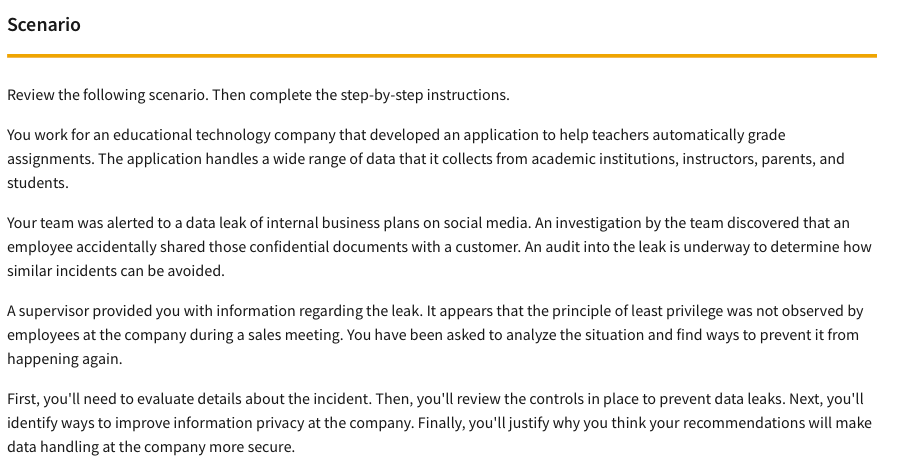 Scenario
Review the following scenario. Then complete the step-by-step instructions.
You work for an educational technology company that developed an application to help teachers automatically grade
assignments. The application handles a wide range of data that it collects from academic institutions, instructors, parents, and
students.
Your team was alerted to a data leak of internal business plans on social media. An investigation by the team discovered that an
employee accidentally shared those confidential documents with a customer. An audit into the leak is underway to determine how
similar incidents can be avoided.
A supervisor provided you with information regarding the leak. It appears that the principle of least privilege was not observed by
employees at the company during a sales meeting. You have been asked to analyze the situation and find ways to prevent it from
happening again.
First, you'll need to evaluate details about the incident. Then, you'll review the controls in place to prevent data leaks. Next, you'll
identify ways to improve information privacy at the company. Finally, you'll justify why you think your recommendations will make
data handling at the company more secure.